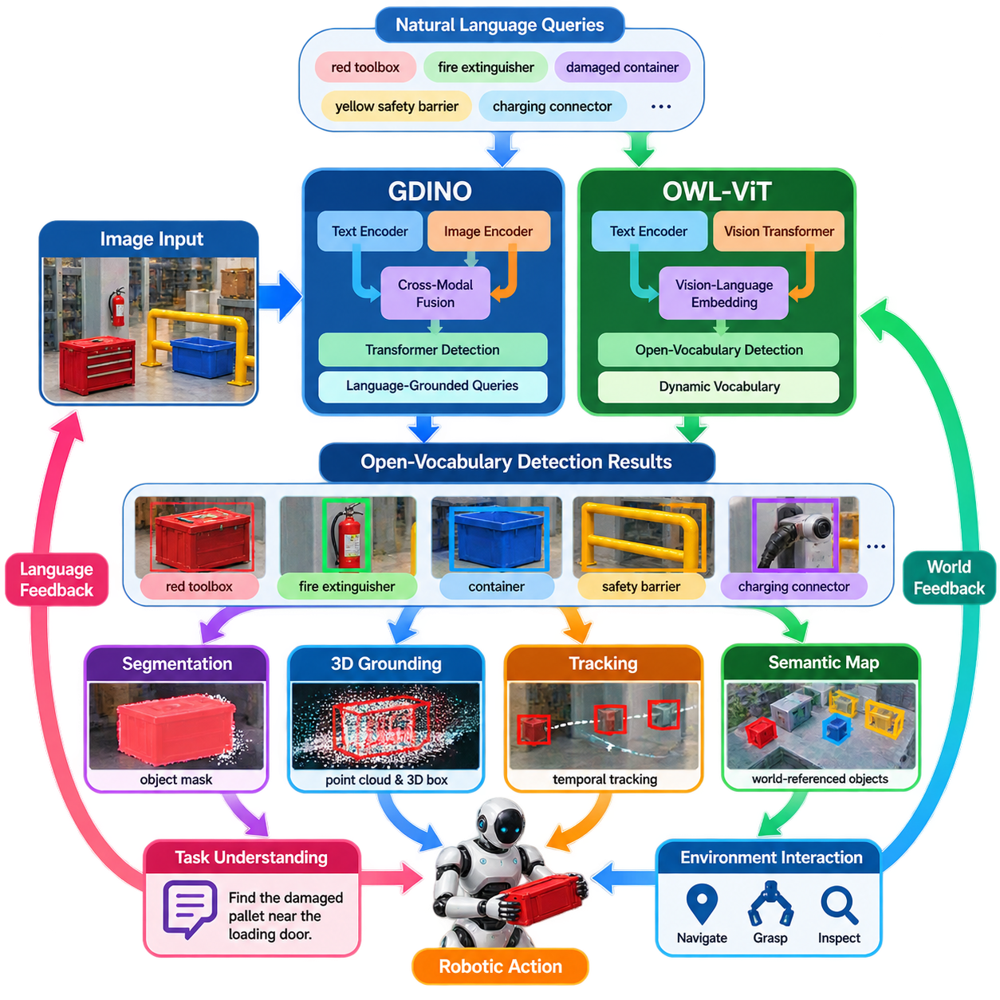 Natural Language Queries
red toolbox
fire extinguisher
damaged container
yellow safety barrier
charging connector
...
GDINO
Text Encoder
Image Encoder
Cross-Modal
Fusion
Transformer Detection
Language-Grounded Queries
OWL-ViT
Text Encoder
Vision Transformer
Vision-Language
Embedding
Open-Vocabulary Detection
Dynamic Vocabulary
Image Input
Open-Vocabulary Detection Results
red toolbox
fire extinguisher
container
safety barrier
charging connector
...
Language
Feedback
World
Feedback
Segmentation
object mask
3D Grounding
point cloud & 3D box
Tracking
temporal tracking
Semantic Map
world-referenced objects
Task Understanding
Find the damaged
pallet near the
loading door.
Environment Interaction
Navigate
Grasp
Inspect
Robotic Action